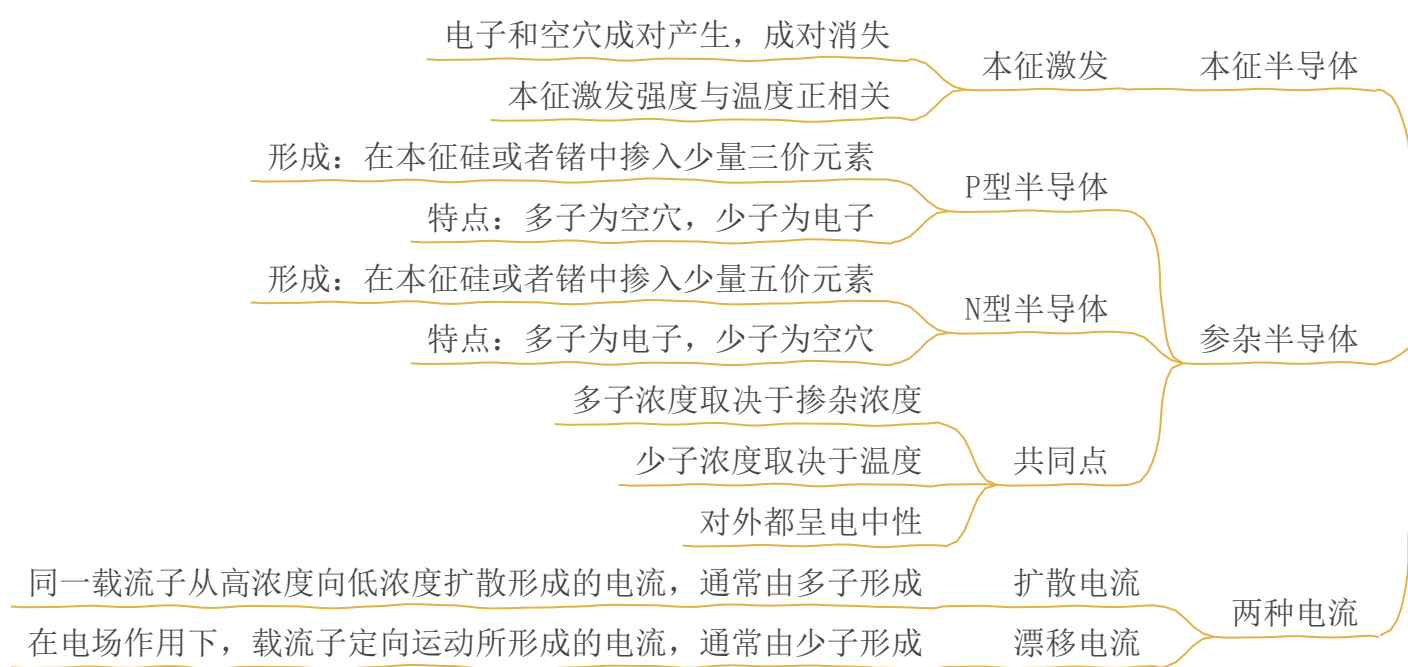 电子和空穴成对产生，成对消失
本征激发
本征半导体
本征激发强度与温度正相关
形成：在本征硅或者锗中掺入少量三价元素
P型半导体
特点：多子为空穴，少子为电子
形成：在本征硅或者锗中掺入少量五价元素
N型半导体
特点：多子为电子，少子为空穴
参杂半导体
多子浓度取决于掺杂浓度
少子浓度取决于温度
共同点
对外都呈电中性
同一载流子从高浓度向低浓度扩散形成的电流，通常由多子形成
扩散电流
两种电流
在电场作用下，载流子定向运动所形成的电流，通常由少子形成
漂移电流